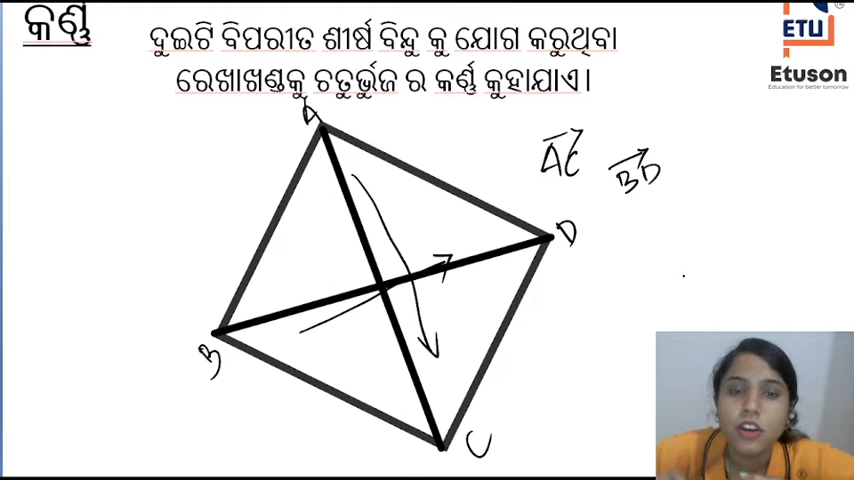 କର୍ଣ୍ଣ
ଦୁଇଟି ବିପରୀତ ଶୀର୍ଷ ବିନ୍ଦୁ କୁ ଯୋଗ କରୁଥିବା
ରେଖାଖଣ୍ଡକୁ ଚତୁର୍ଭୁଜ ର କର୍ଣ୍ଣ କୁହାଯାଏ।
ETU
Etuson
Education for better tomorrow
A
AC
BD
D
B
C